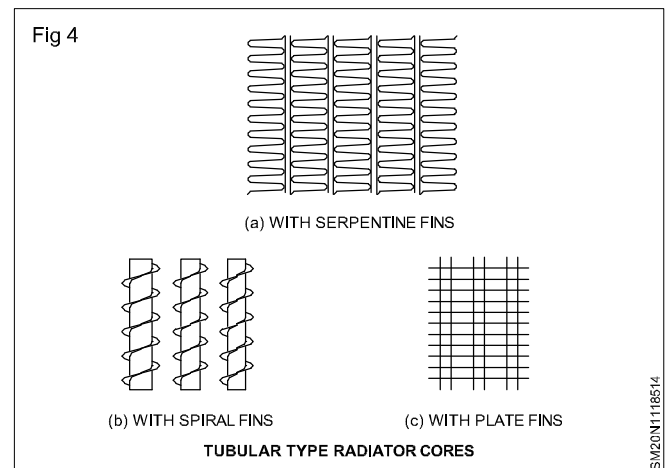 Fig 4
(a) WITH SERPENTINE FINS
(b) WITH SPIRAL FINS
(c) WITH PLATE FINS
TUBULAR TYPE RADIATOR CORES
SM20N1118514